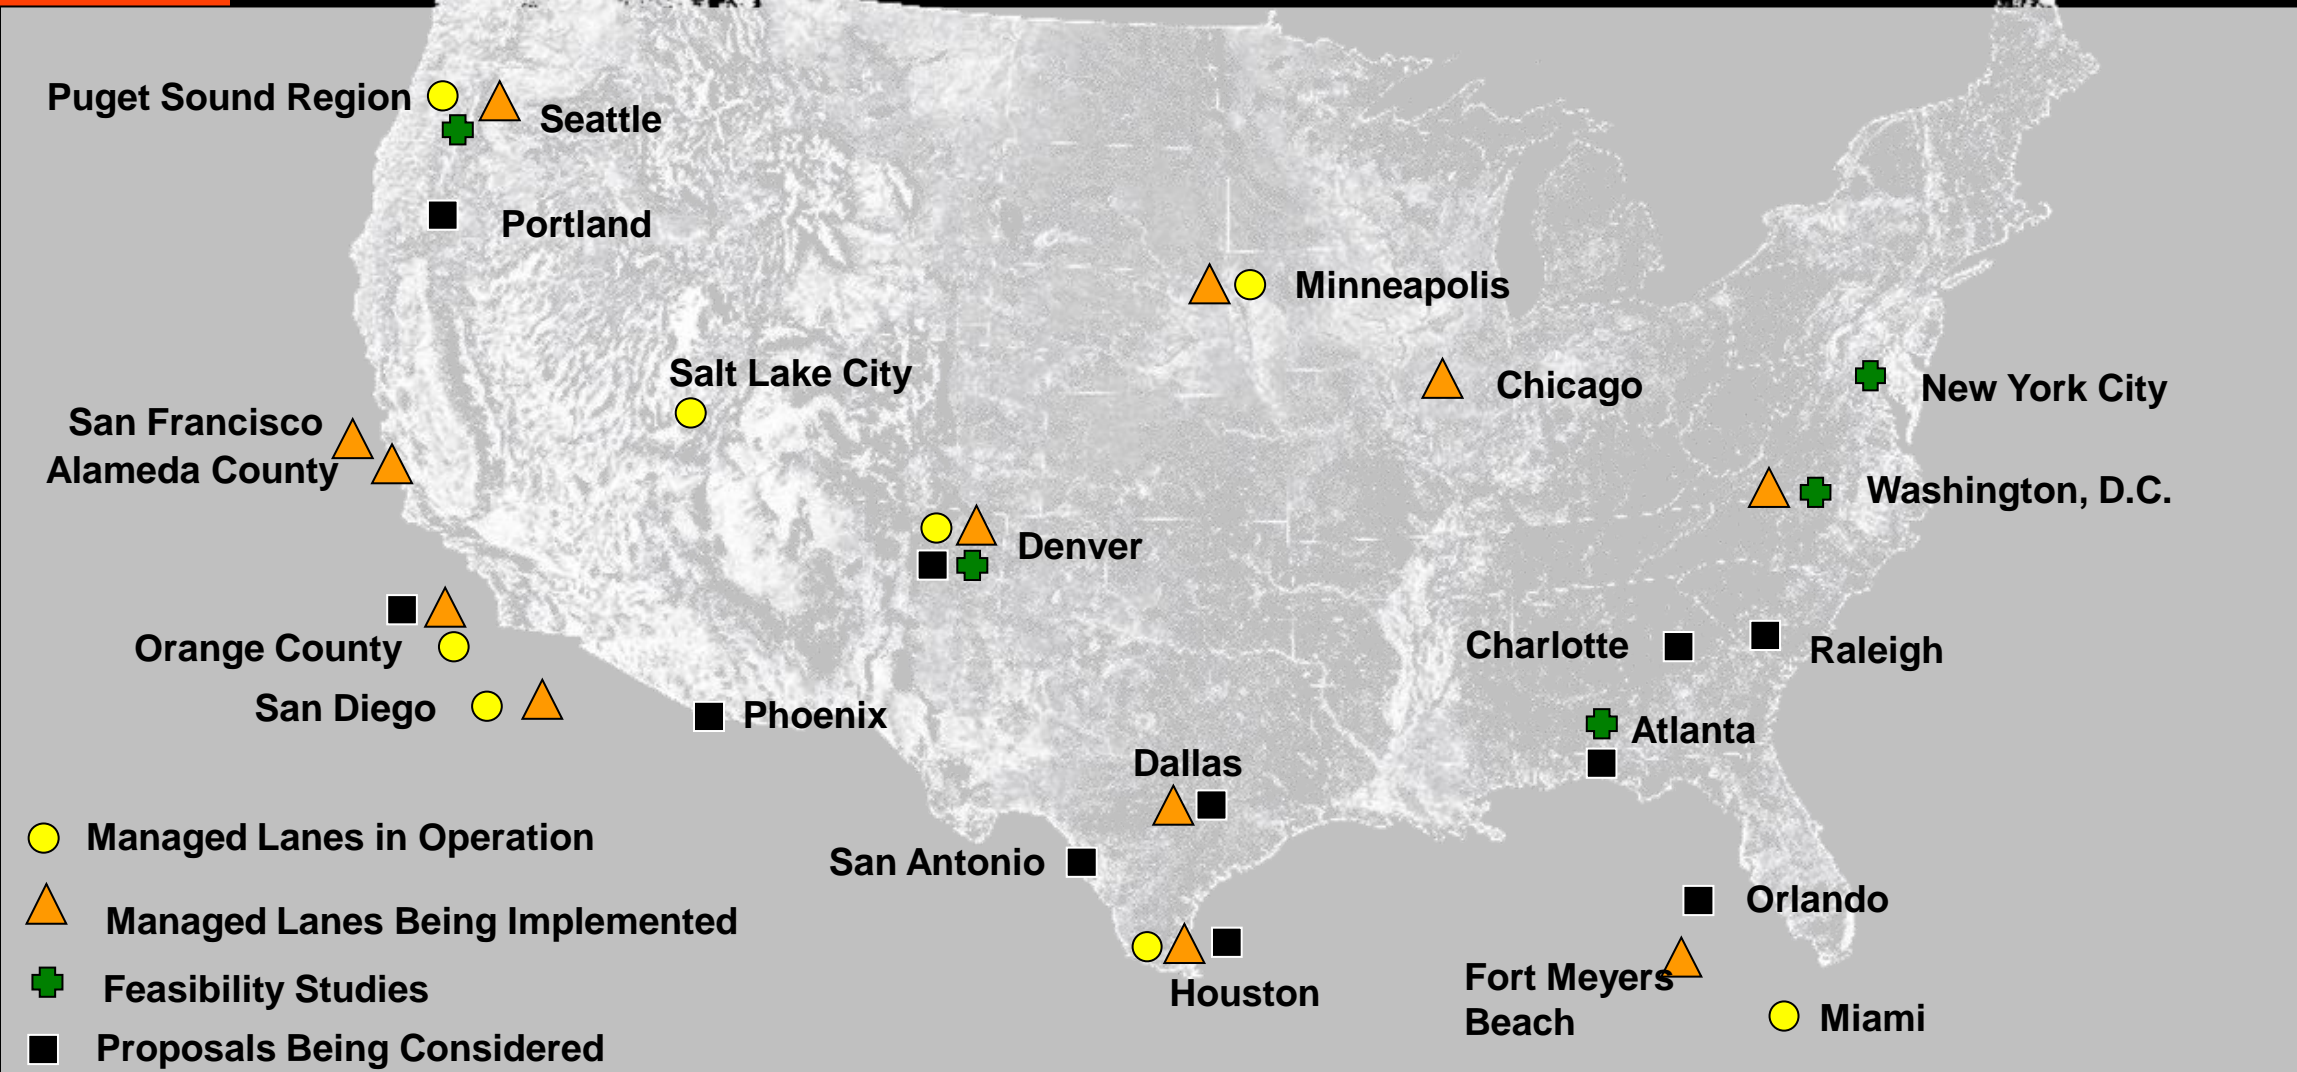 Puget Sound Region
Seattle
Portland
Minneapolis
Salt Lake City
Chicago
New York City
San Francisco
Alameda County
Washington, D.C.
Denver
Orange County
Charlotte
Raleigh
San Diego
Phoenix
Atlanta
Dallas
Managed Lanes in Operation
San Antonio
Orlando
Managed Lanes Being Implemented
Fort Meyers
Beach
Houston
Feasibility Studies
Miami
Proposals Being Considered